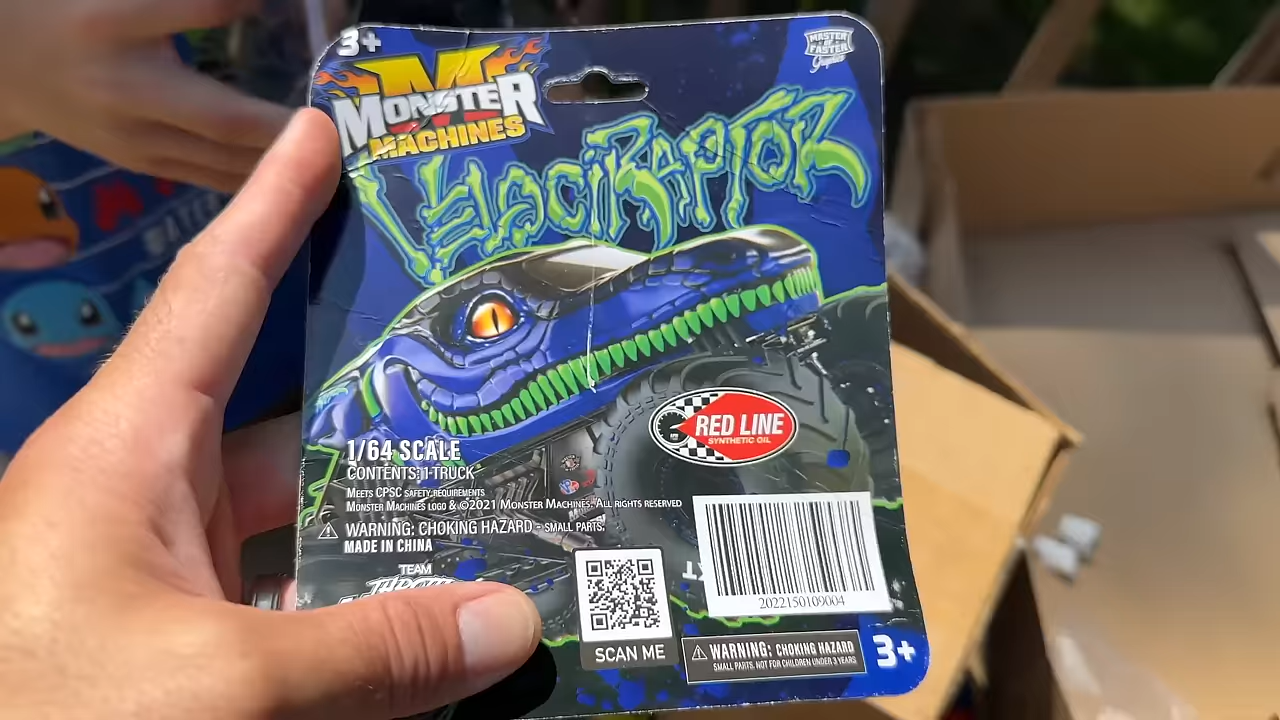 3+
MASTER
OF
FASTER
Graphics
MONSTER
MACHINES
VELOCIRAPTOR
RED LINE
SYNTHETIC OIL
1/64 SCALE
CONTENTS: 1-TRUCK
MEETS CPSC SAFETY REQUIREMENTS
MONSTER MACHINES LOGO & ©2021 MONSTER MACHINES. ALL RIGHTS RESERVED
WARNING: CHOKING HAZARD - SMALL PARTS.
MADE IN CHINA
TEAM
2022150109004
SCAN ME
WARNING: CHOKING HAZARD
SMALL PARTS. NOT FOR CHILDREN UNDER 3 YEARS
3+